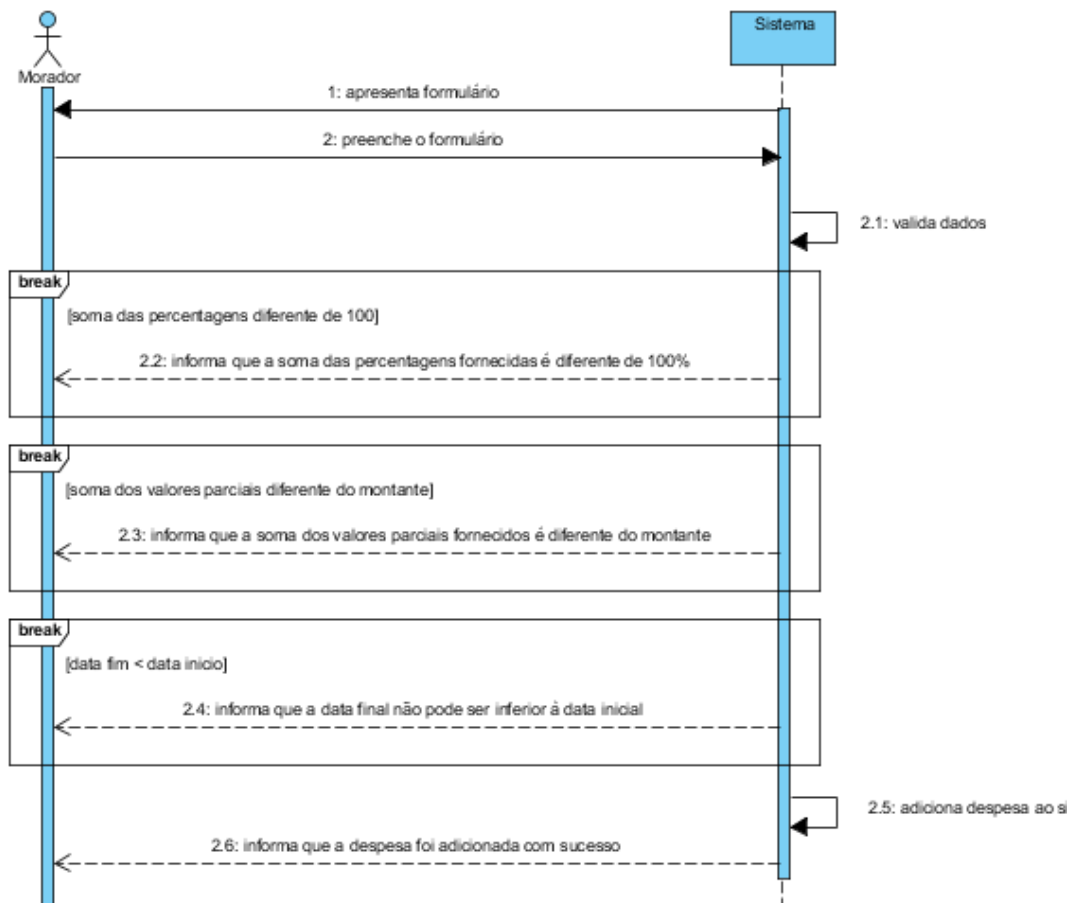 Sistema
Morador
1: apresenta formulário
2: preenche o formulário
2.1: valida dados
break
[soma das percentagens diferente de 100]
2.2: informa que a soma das percentagens fornecidas é diferente de 100%
break
[soma dos valores parciais diferente do montante]
2.3: informa que a soma dos valores parciais fornecidos é diferente do montante
break
[data fim < data inicio]
2.4: informa que a data final não pode ser inferior à data inicial
2.5: adiciona despesa ao
2.6: informa que a despesa foi adicionada com sucesso